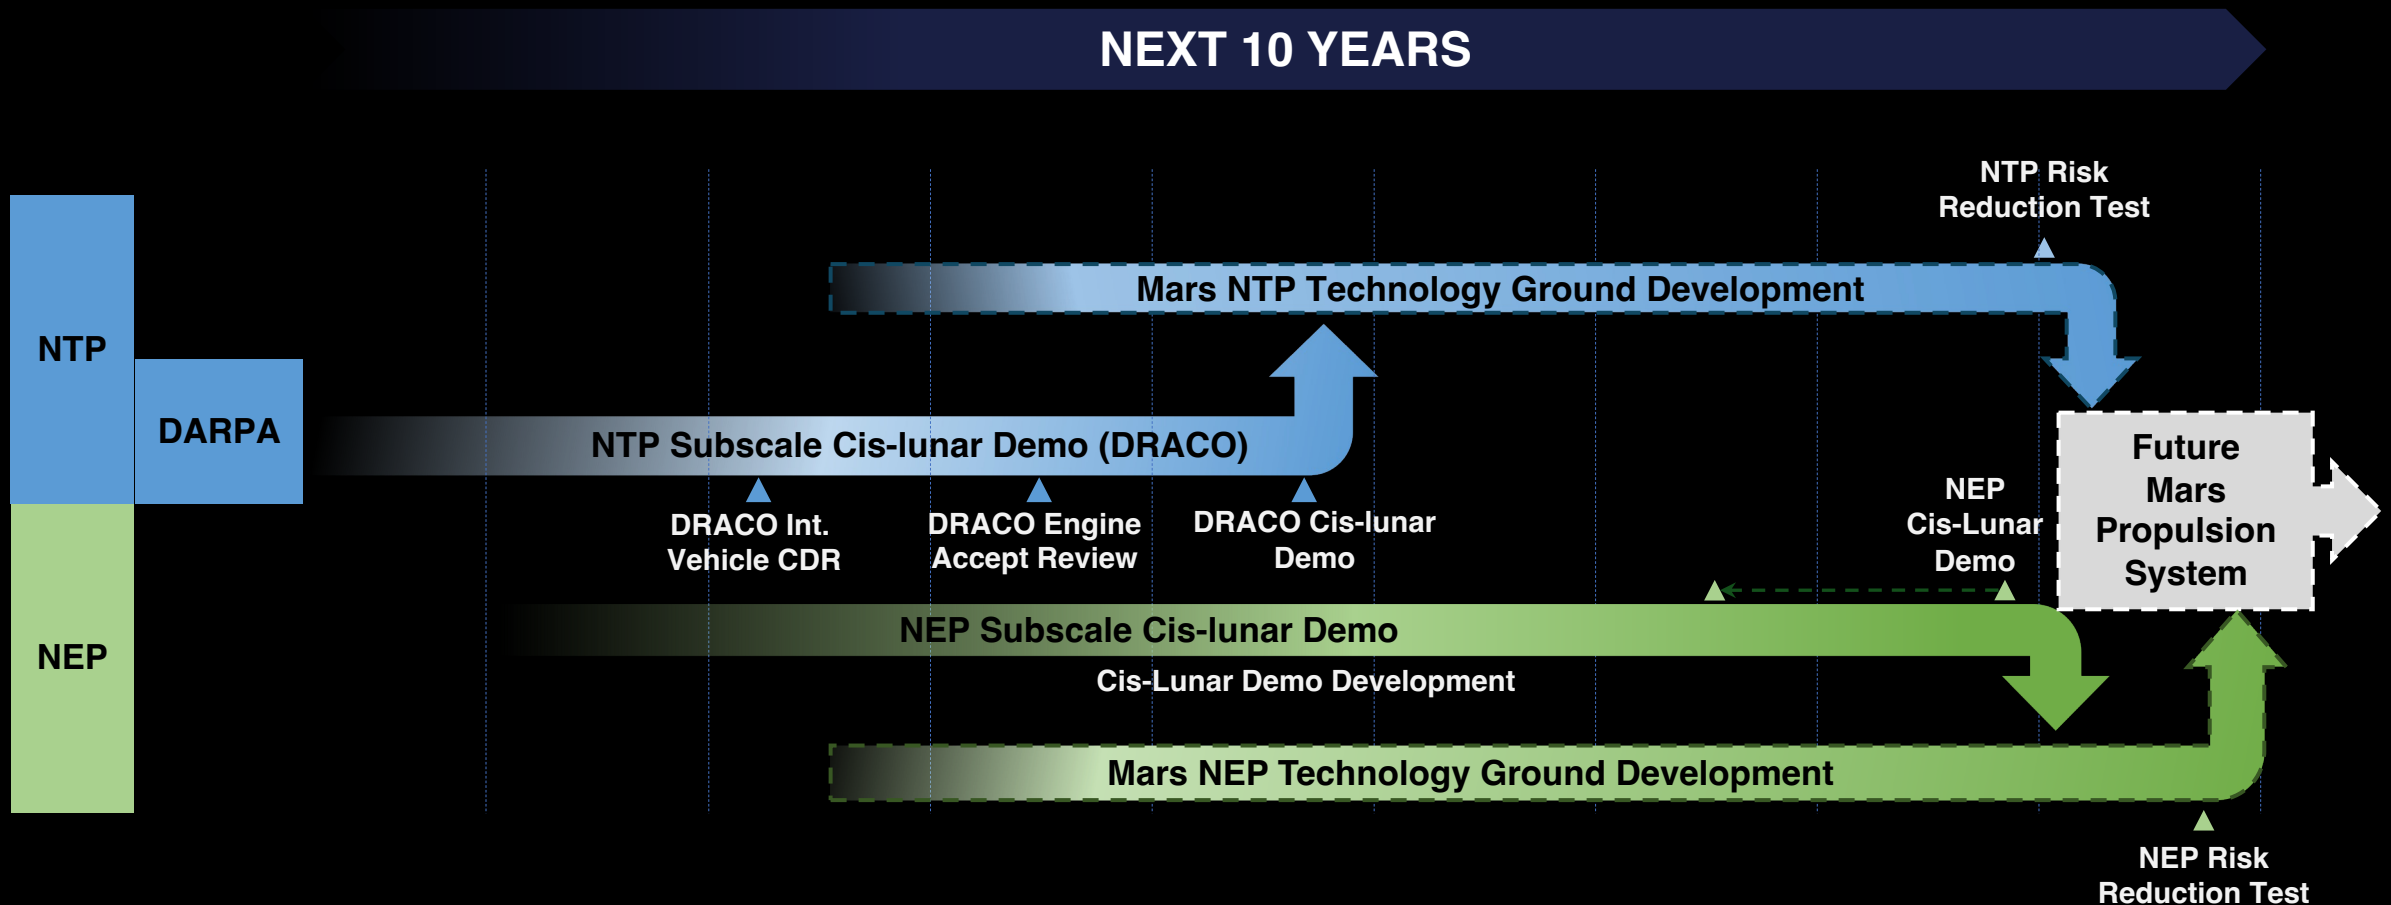 NEXT 10 YEARS
NTP Risk
Reduction Test
Mars NTP Technology Ground Development
NTP
DARPA
NTP Subscale Cis-lunar Demo (DRACO)
DRACO Int.
Vehicle CDR
DRACO Engine
Accept Review
DRACO Cis-lunar
Demo
NEP
Cis-Lunar
Demo
Future
Mars
Propulsion
System
NEP
NEP Subscale Cis-lunar Demo
Cis-Lunar Demo Development
Mars NEP Technology Ground Development
NEP Risk
Reduction Test